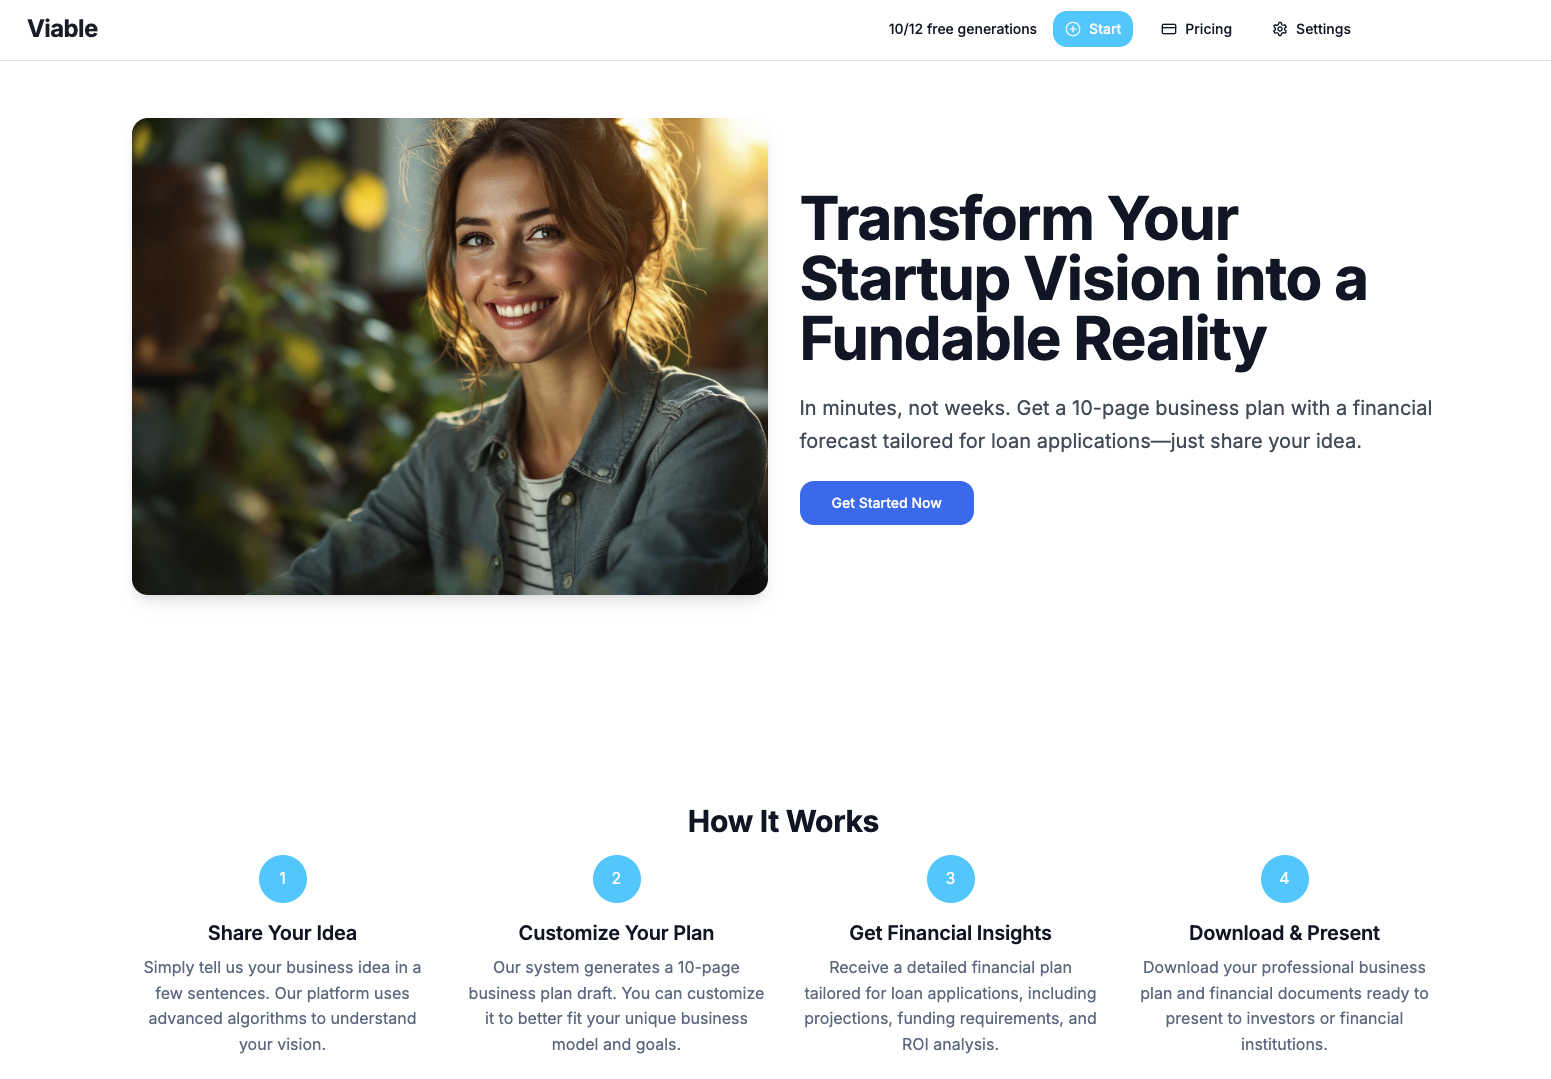 Viable
10/12 free generations
Start
Pricing
Settings
Transform Your
Startup Vision into a
Fundable Reality
In minutes, not weeks. Get a 10-page business plan with a financial
forecast tailored for loan applications—just share your idea.
Get Started Now
How It Works
1
Share Your Idea
Simply tell us your business idea in a
few sentences. Our platform uses
advanced algorithms to understand
your vision.
2
Customize Your Plan
Our system generates a 10-page
business plan draft. You can customize
it to better fit your unique business
model and goals.
3
Get Financial Insights
Receive a detailed financial plan
tailored for loan applications, including
projections, funding requirements, and
ROI analysis.
4
Download & Present
Download your professional business
plan and financial documents ready to
present to investors or financial
institutions.